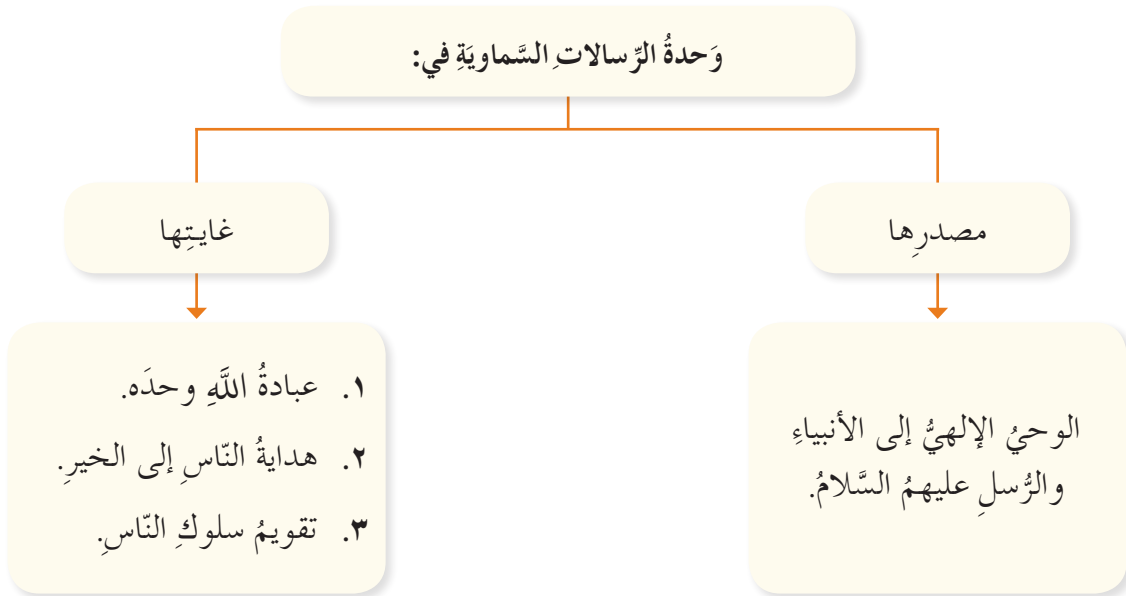 وَحدةُ الرِّسالاتِ السَّماويَةِ في:
مصدرِها
الوحيُ الإلهيُّ إلى الأنبياءِ
والرُّسلِ عليهمُ السَّلامُ.
غايتِها
١. عبادةُ اللَّهِ وحدَه.
٢. هدايةُ النّاسِ إلى الخيرِ.
٣. تقويمُ سلوكِ النّاسِ.